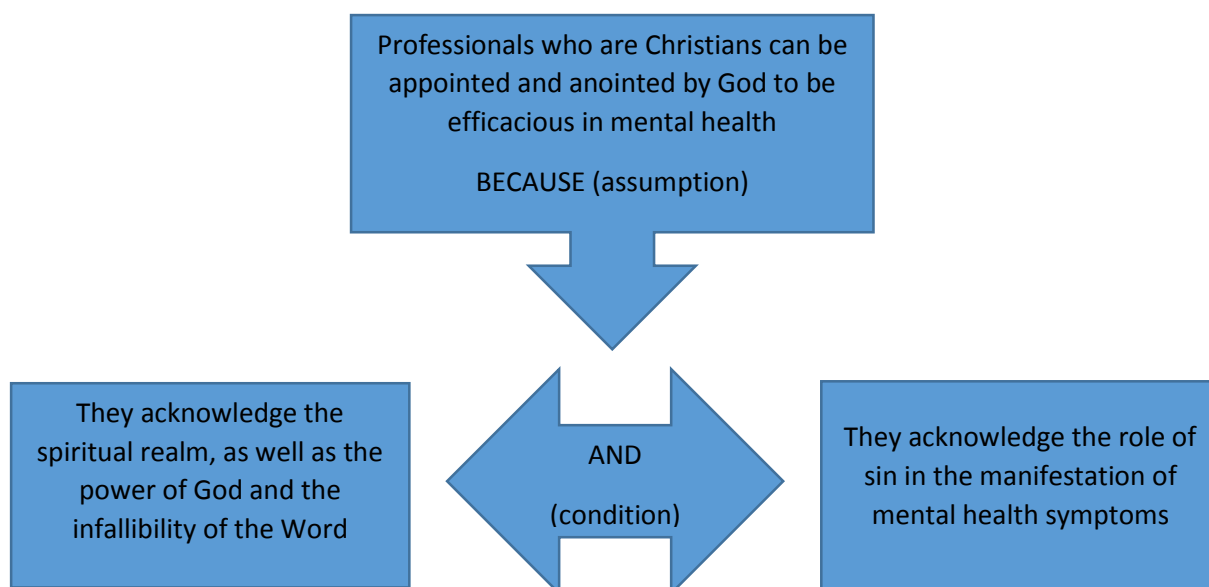 Professionals who are Christians can be
appointed and anointed by God to be
efficacious in mental health
BECAUSE (assumption)
They acknowledge the
spiritual realm, as well as the
power of God and the
infallibility of the Word
AND
(condition)
They acknowledge the role of
sin in the manifestation of
mental health symptoms